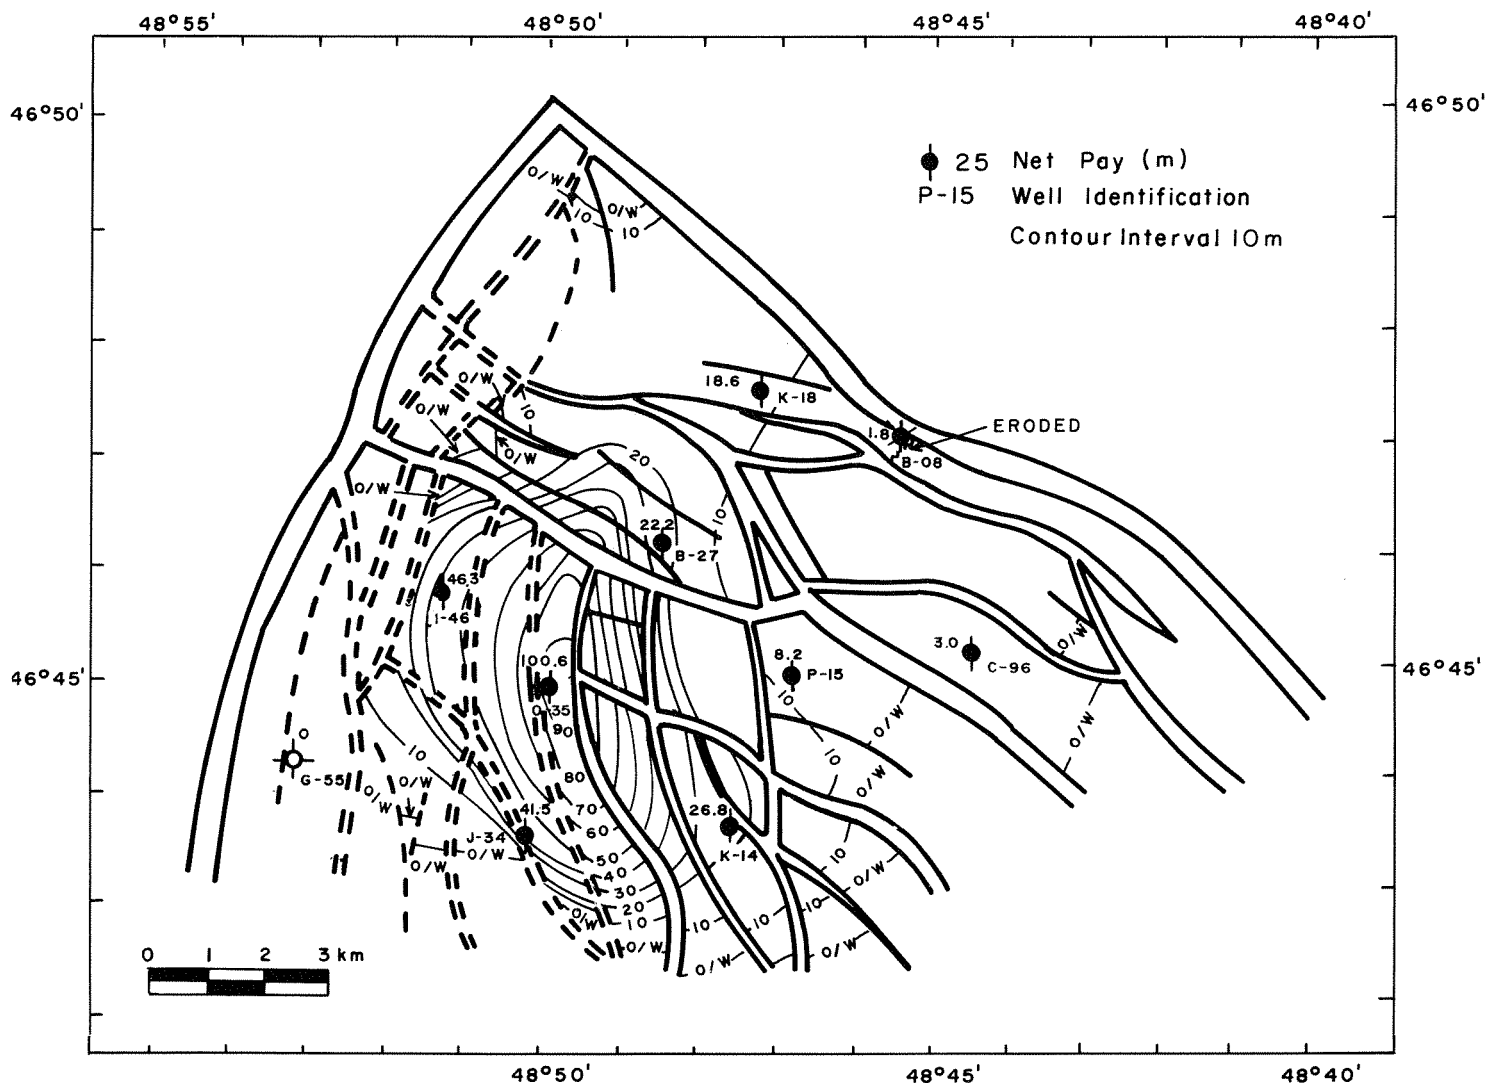 48°55' 48°50' 48°45' 48°40'
46°50' 46°50'
25 Net Pay (m)
P-15 Well Identification
Contour Interval 10m
O/W
O/W
10
10
18.6
K-18
O/W
10
O/W
1.8
ERODED
B-08
O/W
20
O/W
10
22.2
B-27
46.3
I-46
3.0
C-96
O/W
8.2
P-15
100.6
O-35
46°45' 46°45'
10
90
O/W
O/W
0
G-55
10
10
O/W
O/W
O/W
80
41.5
70
26.8
J-34
60
K-14
O/W
O/W
50
10
O/W
40
30
10
20
10
10
10
O/W
O/W
O/W
O/W
0 1 2 3 km
48°50' 48°45' 48°40'